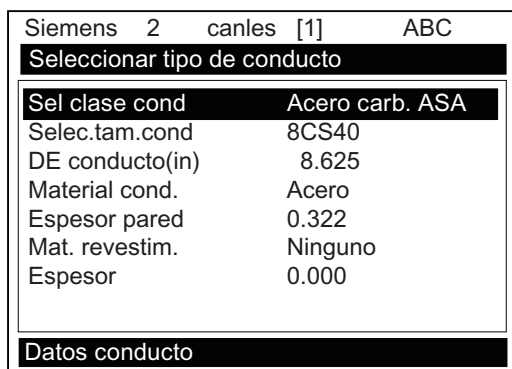 Siemens 2 canles [1] ABC
Seleccionar tipo de conducto
Sel clase cond Acero carb. ASA
Selec.tam.cond 8CS40
DE conducto(in) 8.625
Material cond. Acero
Espesor pared 0.322
Mat. revestim. Ninguno
Espesor 0.000
Datos conducto